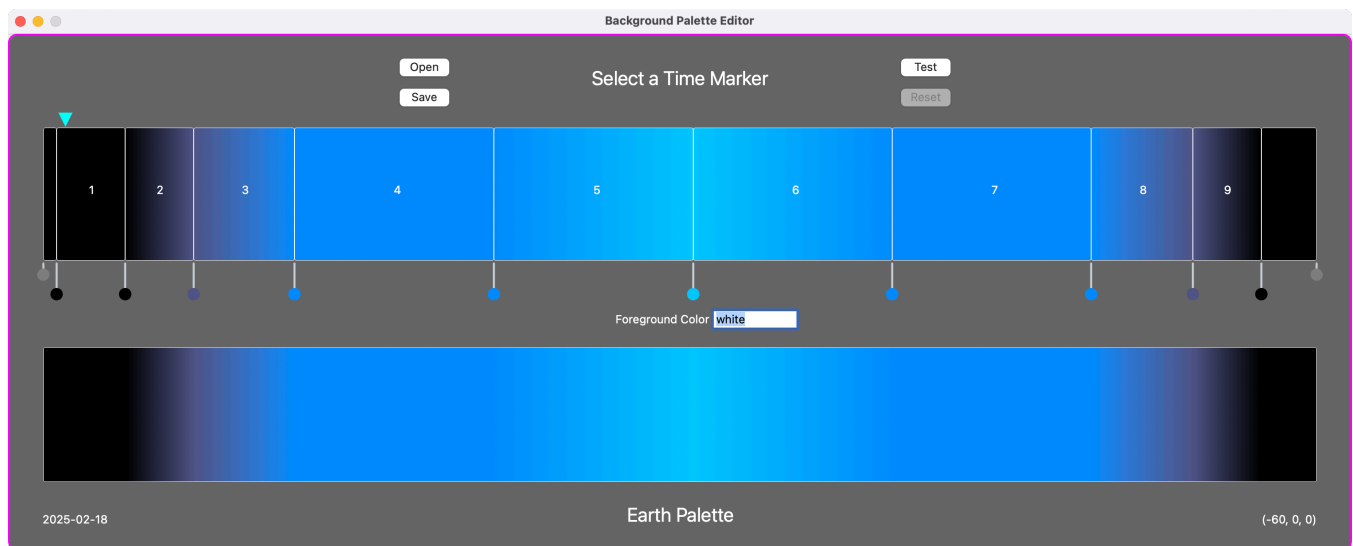 Background Palette Editor
Open
Select a Time Marker
Test
Save
Reset
1 2 3 4 5 6 7 8 9
Foreground Color white
2025-02-18
Earth Palette
(-60, 0, 0)